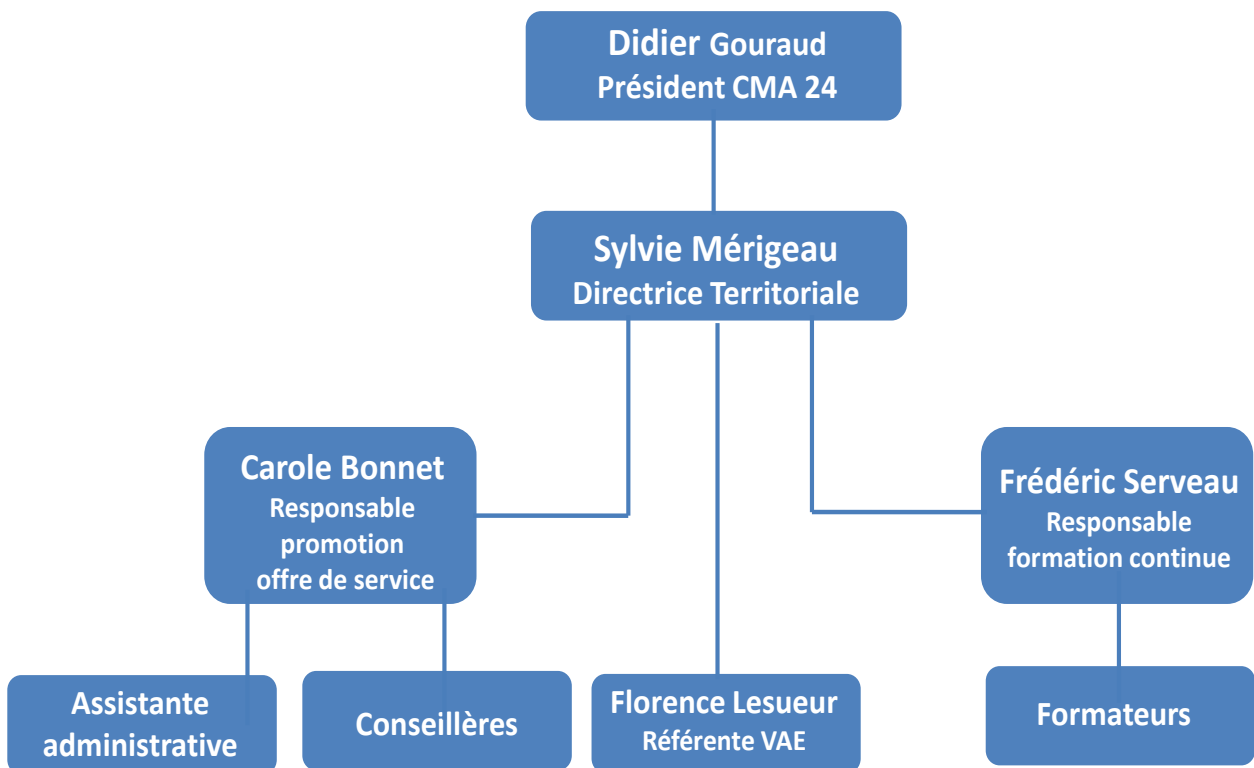 Didier Gouraud
Président CMA 24
Sylvie Mérigeau
Directrice Territoriale
Carole Bonnet
Responsable
promotion
offre de service
Frédéric Serveau
Responsable
formation continue
Assistante
administrative
Conseillères
Florence Lesueur
Référente VAE
Formateurs